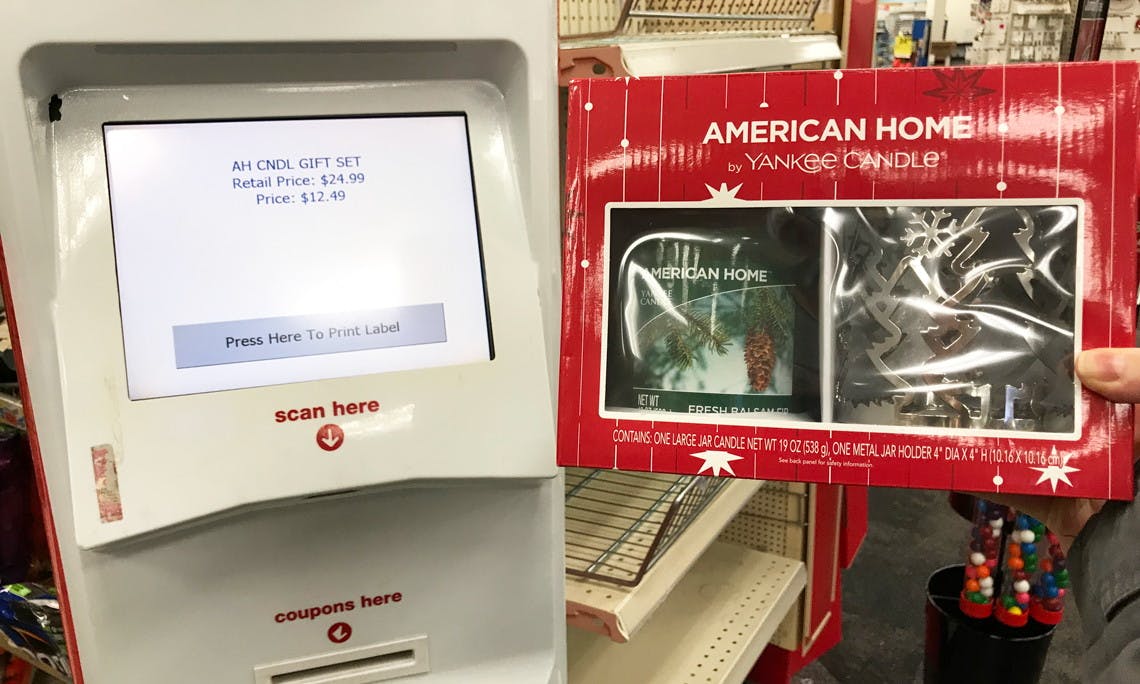 AH CNDL GIFT SET
Retail Price: $24.99
Price: $12.49
Press Here To Print Label
scan here
coupons here
AMERICAN HOME
by YANKEE CANDLE
AMERICAN HOME
YANKEE
CANDLE
NET WT
FRESH BALSAM FIR
CONTAINS: ONE LARGE JAR CANDLE NET WT 19 OZ (538 g), ONE METAL JAR HOLDER 4" DIA X 4" H (10.16 X 10.16 cm)
See back panel for safety information.